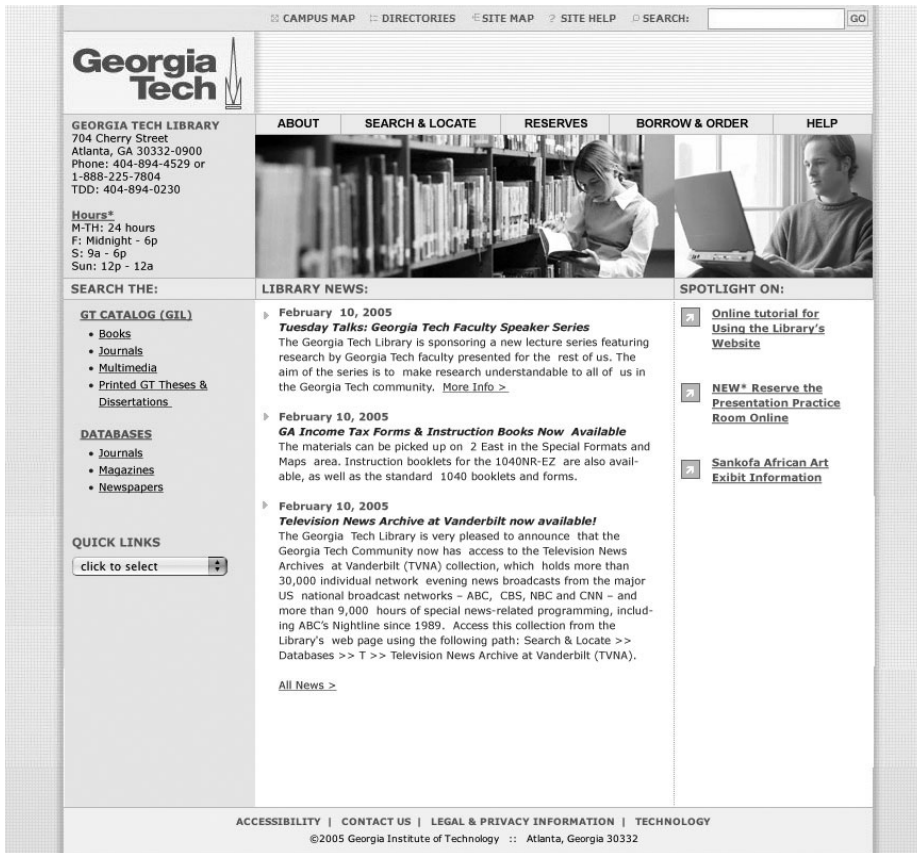 CAMPUS MAP DIRECTORIES SITE MAP ? SITE HELP SEARCH: GO
Georgia
Tech
GEORGIA TECH LIBRARY
704 Cherry Street
Atlanta, GA 30332-0900
Phone: 404-894-4529 or
1-888-225-7804
TDD: 404-894-0230
Hours*
M-TH: 24 hours
F: Midnight - 6p
S: 9a - 6p
Sun: 12p - 12a
ABOUT SEARCH & LOCATE RESERVES BORROW & ORDER HELP
SEARCH THE:
GT CATALOG (GIL)
• Books
• Journals
• Multimedia
• Printed GT Theses &
Dissertations
DATABASES
• Journals
• Magazines
• Newspapers
QUICK LINKS
click to select
LIBRARY NEWS:
February 10, 2005
Tuesday Talks: Georgia Tech Faculty Speaker Series
The Georgia Tech Library is sponsoring a new lecture series featuring
research by Georgia Tech faculty presented for the rest of us. The
aim of the series is to make research understandable to all of us in
the Georgia Tech community. More Info >
February 10, 2005
GA Income Tax Forms & Instruction Books Now Available
The materials can be picked up on 2 East in the Special Formats and
Maps area. Instruction booklets for the 1040NR-EZ are also avail-
able, as well as the standard 1040 booklets and forms.
February 10, 2005
Television News Archive at Vanderbilt now available!
The Georgia Tech Library is very pleased to announce that the
Georgia Tech Community now has access to the Television News
Archives at Vanderbilt (TVNA) collection, which holds more than
30,000 individual network evening news broadcasts from the major
US national broadcast networks – ABC, CBS, NBC and CNN – and
more than 9,000 hours of special news-related programming, includ-
ing ABC's Nightline since 1989. Access this collection from the
Library's web page using the following path: Search & Locate >>
Databases >> T >> Television News Archive at Vanderbilt (TVNA).
All News >
SPOTLIGHT ON:
Online tutorial for
Using the Library's
Website
NEW* Reserve the
Presentation Practice
Room Online
Sankofa African Art
Exibit Information
ACCESSIBILITY | CONTACT US | LEGAL & PRIVACY INFORMATION | TECHNOLOGY
©2005 Georgia Institute of Technology :: Atlanta, Georgia 30332